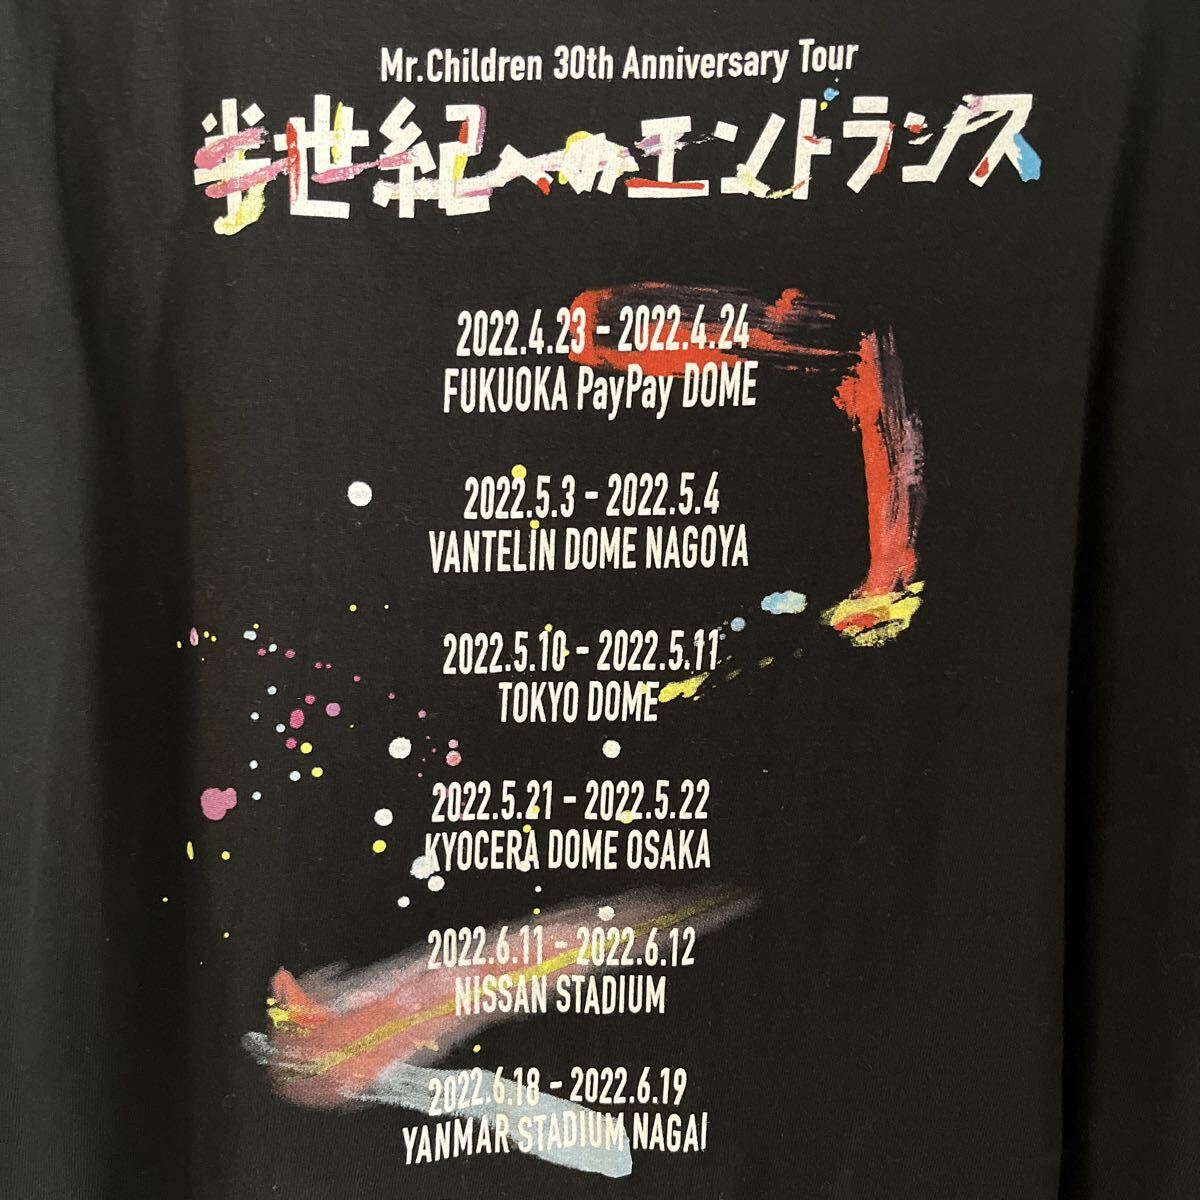 Mr.Children 30th Anniversary Tour
半世紀へのエントランス
2022.4.23 - 2022.4.24
FUKUOKA PayPay DOME
2022.5.3 - 2022.5.4
VANTELIN DOME NAGOYA
2022.5.10 - 2022.5.11
TOKYO DOME
2022.5.21 - 2022.5.22
KYOCERA DOME OSAKA
2022.6.11 - 2022.6.12
NISSAN STADIUM
2022.6.18 - 2022.6.19
YANMAR STADIUM NAGAI